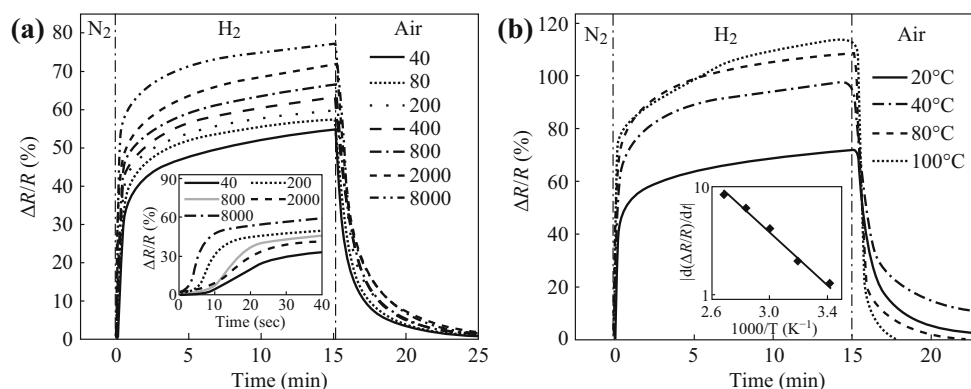 (a)
N2 H2 Air
ΔR/R (%)
80
70
60
50
40
30
20
10
0
40
80
200
400
800
2000
8000
ΔR/R (%)
90
60
30
0
40 200
800 2000
8000
0 10 20 30 40
Time (sec)
0 5 10 15 20 25
Time (min)
(b)
N2 H2 Air
ΔR/R (%)
120
100
80
60
40
20
0
20°C
40°C
80°C
100°C
|d(ΔR/R)/dt|
10
1
2.6 3.0 3.4
1000/T (K⁻¹)
0 5 10 15 20
Time (min)